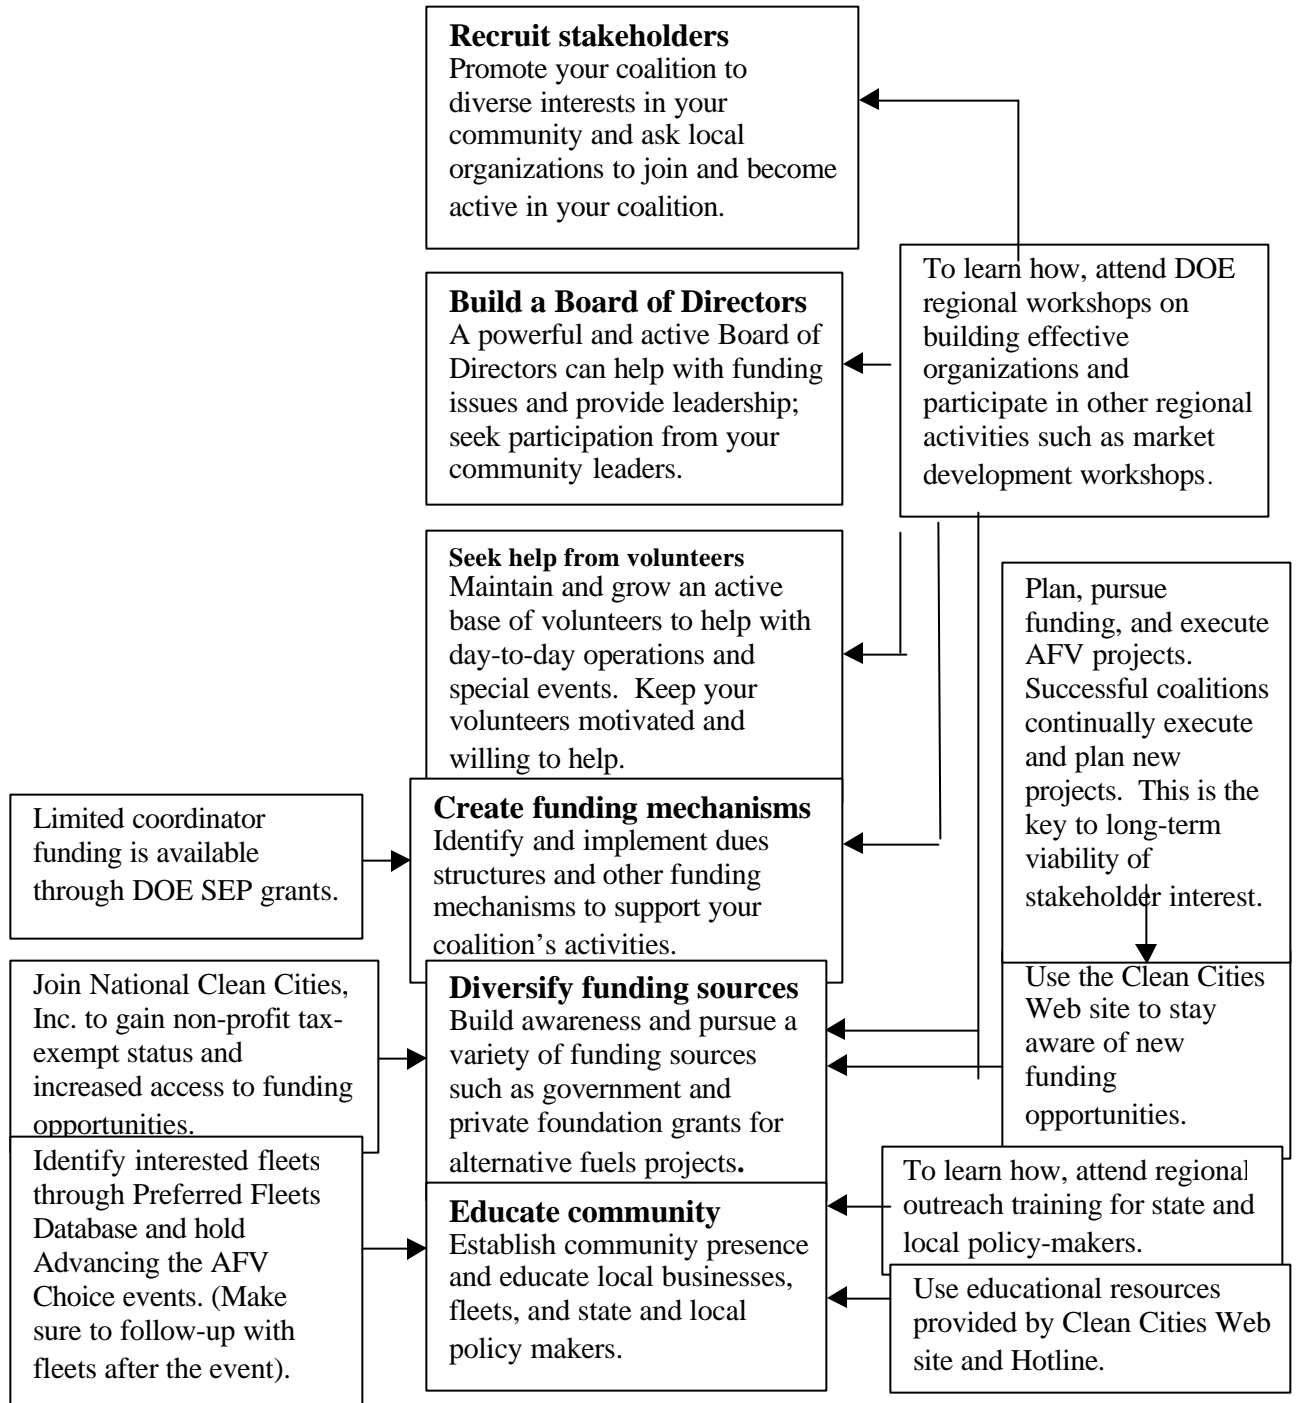 Recruit stakeholders
Promote your coalition to
diverse interests in your
community and ask local
organizations to join and become
active in your coalition.
To learn how, attend DOE
regional workshops on
building effective
organizations and
participate in other regional
activities such as market
development workshops.
Build a Board of Directors
A powerful and active Board of
Directors can help with funding
issues and provide leadership;
seek participation from your
community leaders.
Seek help from volunteers
Maintain and grow an active
base of volunteers to help with
day-to-day operations and
special events.  Keep your
volunteers motivated and
willing to help.
Plan, pursue
funding, and execute
AFV projects.
Successful coalitions
continually execute
and plan new
projects.  This is the
key to long-term
viability of
stakeholder interest.
Limited coordinator
funding is available
through DOE SEP grants.
Create funding mechanisms
Identify and implement dues
structures and other funding
mechanisms to support your
coalition’s activities.
Join National Clean Cities,
Inc. to gain non-profit tax-
exempt status and
increased access to funding
opportunities.
Diversify funding sources
Build awareness and pursue a
variety of funding sources
such as government and
private foundation grants for
alternative fuels projects.
Use the Clean Cities
Web site to stay
aware of new
funding
opportunities.
Identify interested fleets
through Preferred Fleets
Database and hold
Advancing the AFV
Choice events. (Make
sure to follow-up with
fleets after the event).
Educate community
Establish community presence
and educate local businesses,
fleets, and state and local
policy makers.
To learn how, attend regional
outreach training for state and
local policy-makers.
Use educational resources
provided by Clean Cities Web
site and Hotline.